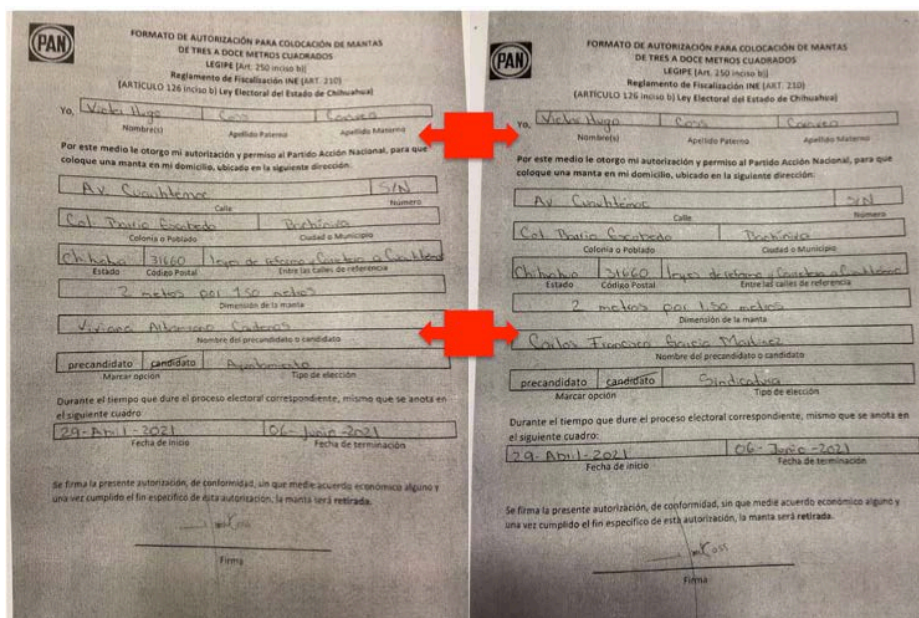 PAN
FORMATO DE AUTORIZACIÓN PARA COLOCACIÓN DE MANTAS
DE TRES A DOCE METROS CUADRADOS
LEGIPE [Art. 250 inciso b)]
Reglamento de Fiscalización INE (ART. 210)
[ARTÍCULO 126 inciso b) Ley Electoral del Estado de Chihuahua]
Yo, Victor Hugo Coss
Nombre(s) Apellido Paterno Apellido Materno
Por este medio le otorgo mi autorización y permiso al Partido Acción Nacional, para que
coloque una manta en mi domicilio, ubicado en la siguiente dirección:
Av. Cuauhtémoc S/N
Calle Número
Col. Barrio Escobedo Bachíniva
Colonia o Poblado Ciudad o Municipio
31660 leyes de reforma y Carretera a
Estado Código Postal Entre las calles de referencia
2 metros por 1.50 metros
Dimensión de la manta
Viviana Altamirano
Nombre del precandidato o candidato
precandidato candidato Ayuntamiento
Marcar opción Tipo de elección
Durante el tiempo que dure el proceso electoral correspondiente, mismo que se anota en
el siguiente cuadro
29-Abril-2021 06-Junio-2021
Fecha de inicio Fecha de terminación
Se firma la presente autorización, de conformidad, sin que medie acuerdo económico alguno y
una vez cumplido el fin específico de esta autorización, la manta será retirada.
Firma
PAN
FORMATO DE AUTORIZACIÓN PARA COLOCACIÓN DE MANTAS
DE TRES A DOCE METROS CUADRADOS
LEGIPE [Art. 250 inciso b)]
Reglamento de Fiscalización INE (ART. 210)
(ARTÍCULO 126 inciso b) Ley Electoral del Estado de Chihuahua]
Yo, Victor Hugo Coss
Nombre(s) Apellido Paterno Apellido Materno
Por este medio le otorgo mi autorización y permiso al Partido Acción Nacional, para que
coloque una manta en mi domicilio, ubicado en la siguiente dirección:
Av. Cuauhtémoc S/N
Calle Número
Col. Barrio Escobedo Bachíniva
Colonia o Poblado Ciudad o Municipio
31660 leyes de reforma y Carretera a
Estado Código Postal Entre las calles de referencia
2 metros por 1.50 metros
Dimensión de la manta
Carlos Francisco García Martínez
Nombre del precandidato o candidato
precandidato candidato Sindicatura
Marcar opción Tipo de elección
Durante el tiempo que dure el proceso electoral correspondiente, mismo que se anota en
el siguiente cuadro:
29-Abril-2021 06-Junio-2021
Fecha de inicio Fecha de terminación
Se firma la presente autorización, de conformidad, sin que medie acuerdo económico alguno y
una vez cumplido el fin específico de esta autorización, la manta será retirada.
Firma